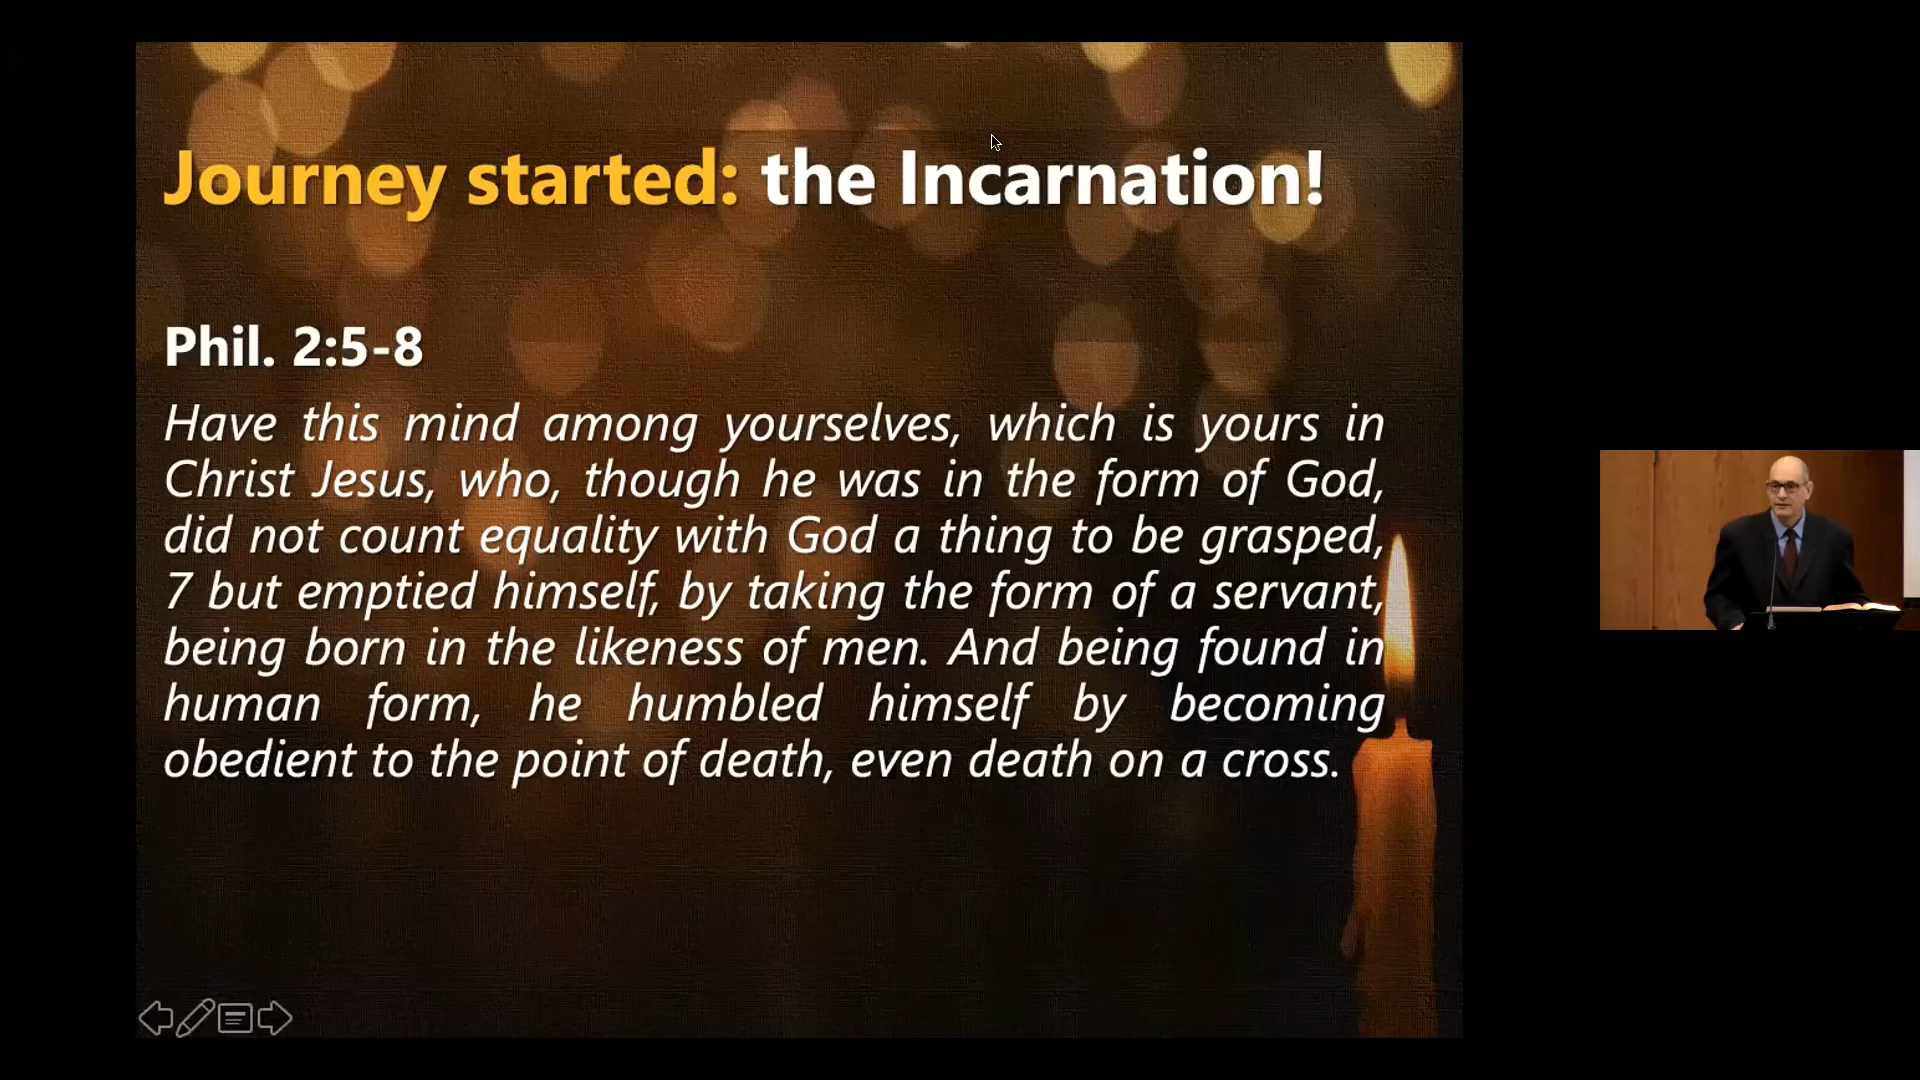 Journey started: the Incarnation!
Phil. 2:5-8
Have this mind among yourselves, which is yours in
Christ Jesus, who, though he was in the form of God,
did not count equality with God a thing to be grasped,
7 but emptied himself, by taking the form of a servant,
being born in the likeness of men. And being found in
human form, he humbled himself by becoming
obedient to the point of death, even death on a cross.